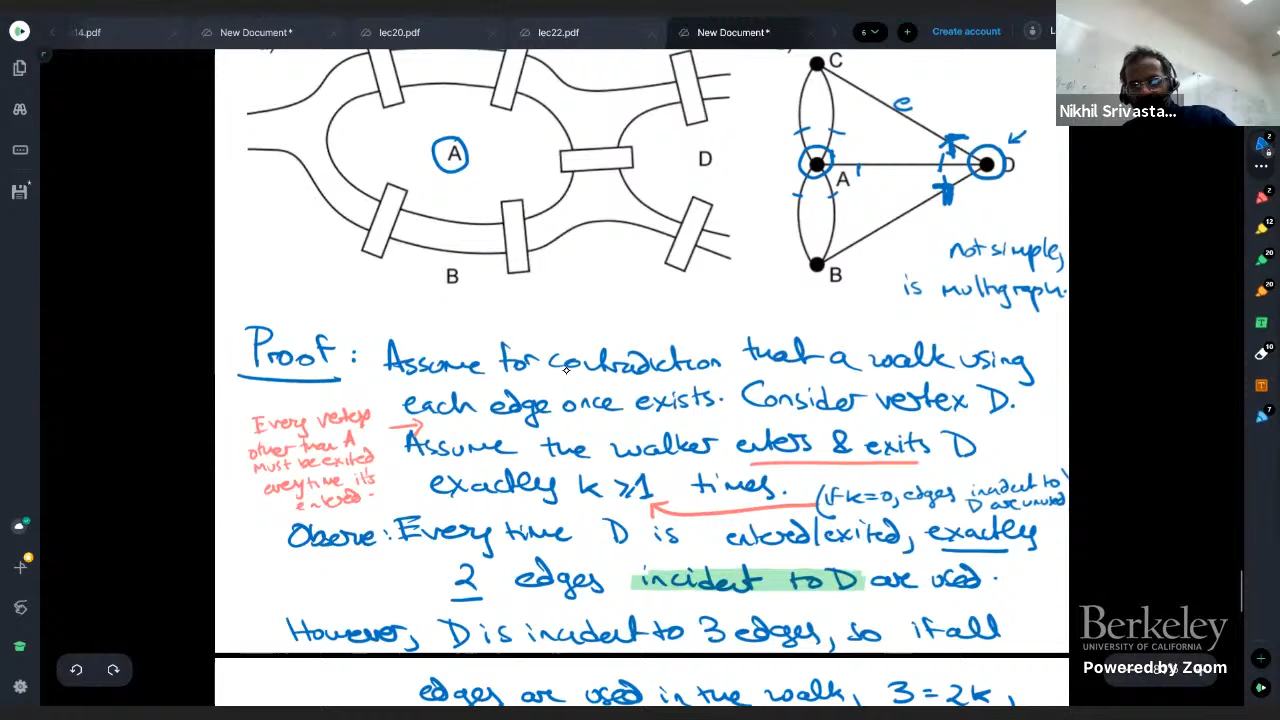 14.pdf
New Document*
lec20.pdf
lec22.pdf
New Document*
6
Create account
Nikhil Srivasta...
A
D
B
C
e
A
D
B
not simple,
is multigraph.
Proof: Assume for contradiction that a walk using
each edge once exists. Consider vertex D.
Every vertex
other than A
must be exited
every time it's
entered.
Assume the walker enters & exits D
exactly k ≥ 1 times.
(if k=0, edges incident to
D are unused
Observe: Every time D is entered/exited, exactly
2 edges incident to D are used.
However, D is incident to 3 edges, so if all
edges are used in the walk, 3 = 2k,
Berkeley
UNIVERSITY OF CALIFORNIA
Powered by Zoom